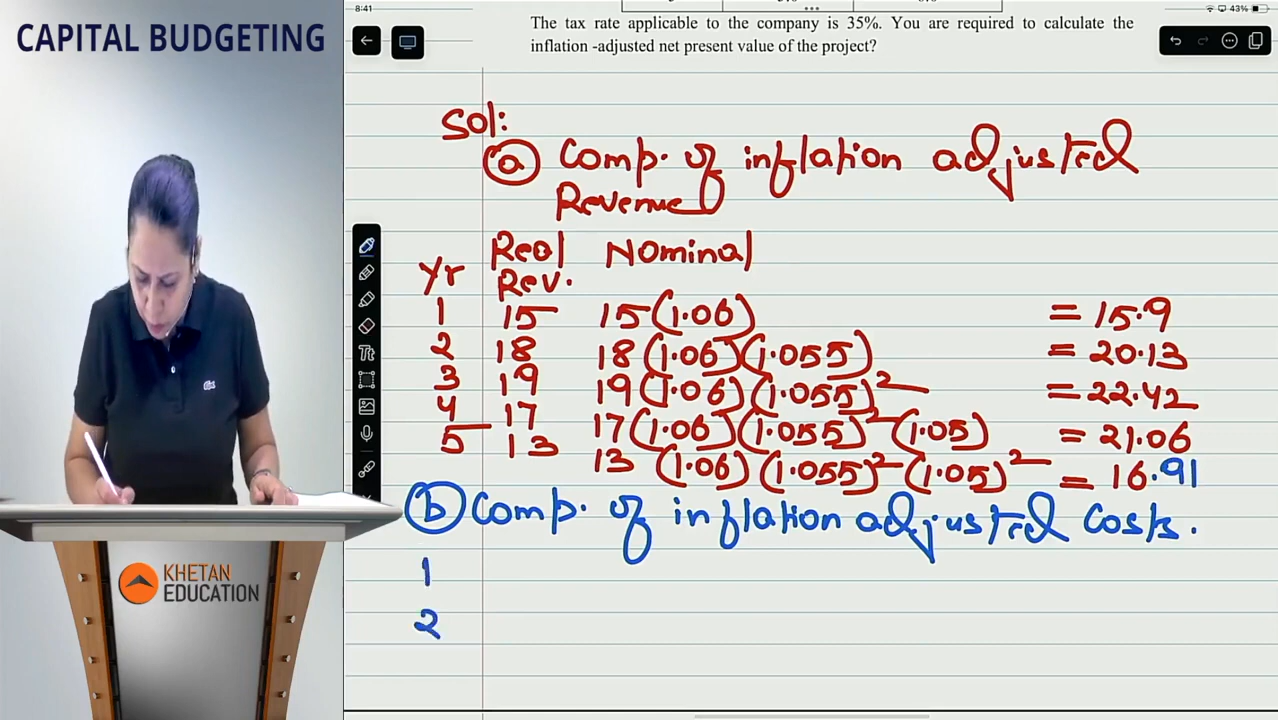 8:41
43%
CAPITAL BUDGETING
The tax rate applicable to the company is 35%. You are required to calculate the
inflation -adjusted net present value of the project?
Sol:
(a) Comp. of inflation adjusted
Revenue
Yr Real Rev. Nominal
1 15 15(1.06) = 15.9
2 18 18(1.06)(1.055) = 20.13
3 19 19(1.06)(1.055)² = 22.42
4 17 17(1.06)(1.055)²(1.05) = 21.06
5 13 13 (1.06)(1.055)²(1.05)² = 16.91
(b) Comp. of inflation adjusted Costs.
1
2
Tt
KHETAN
EDUCATION